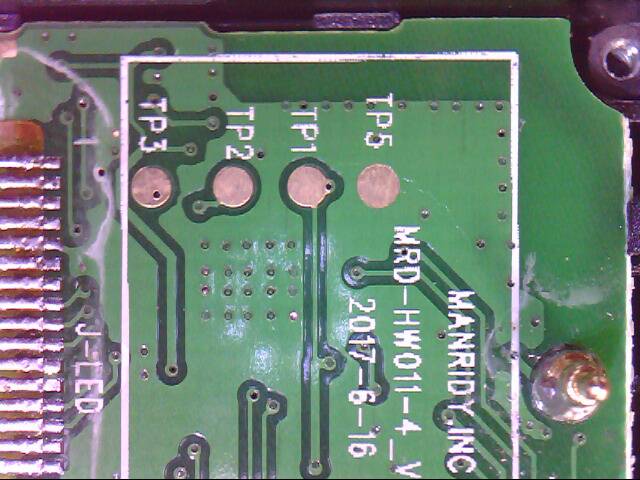 TP3
TP2
TP1
TP5
MANRIDY.INC
MRD-HW011-4_V
2017-6-16
J-LED